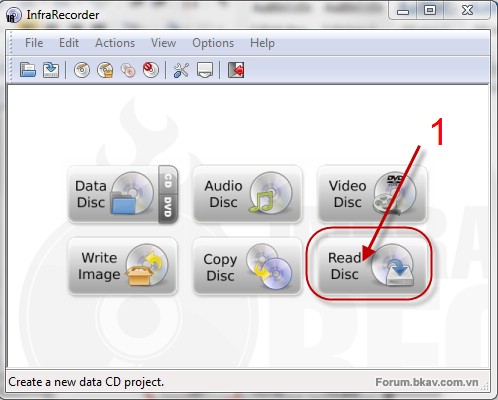 InfraRecorder
File Edit Actions View Options Help
1
Data
Disc
CD DVD
Audio
Disc
Video
Disc
DVD
Write
Image
Copy
Disc
Read
Disc
Create a new data CD project.
Forum.bkav.com.vn